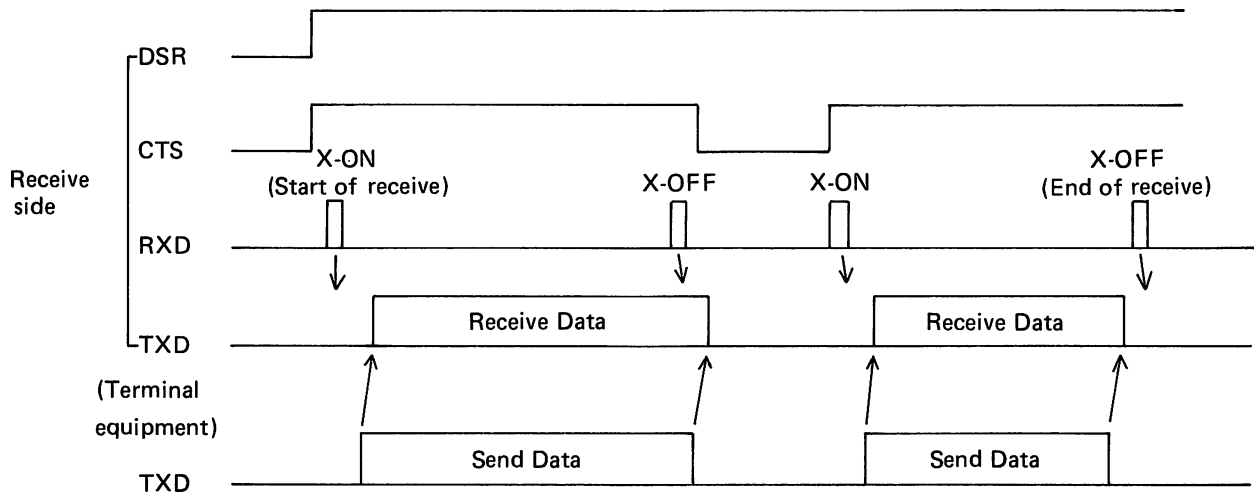 DSR
CTS
X-ON
(Start of receive)
X-OFF
X-ON
X-OFF
(End of receive)
Receive
side
RXD
Receive Data
Receive Data
TXD
(Terminal
equipment)
Send Data
Send Data
TXD